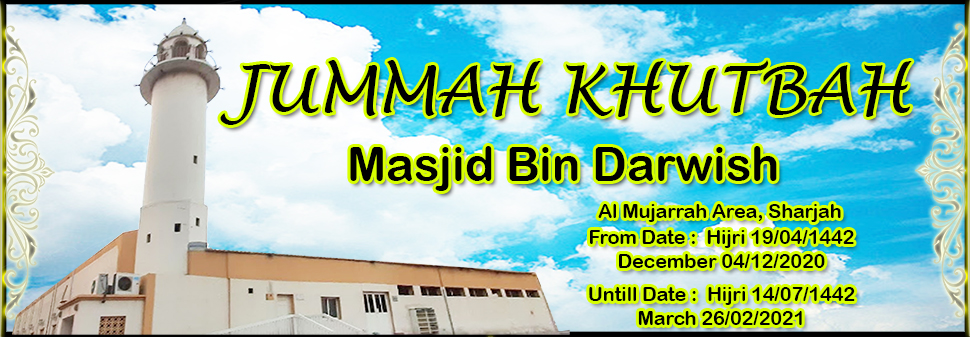 JUMMAH KHUTBAH
Masjid Bin Darwish
Al Mujarrah Area, Sharjah
From Date : Hijri 19/04/1442
December 04/12/2020
Untill Date : Hijri 14/07/1442
March 26/02/2021